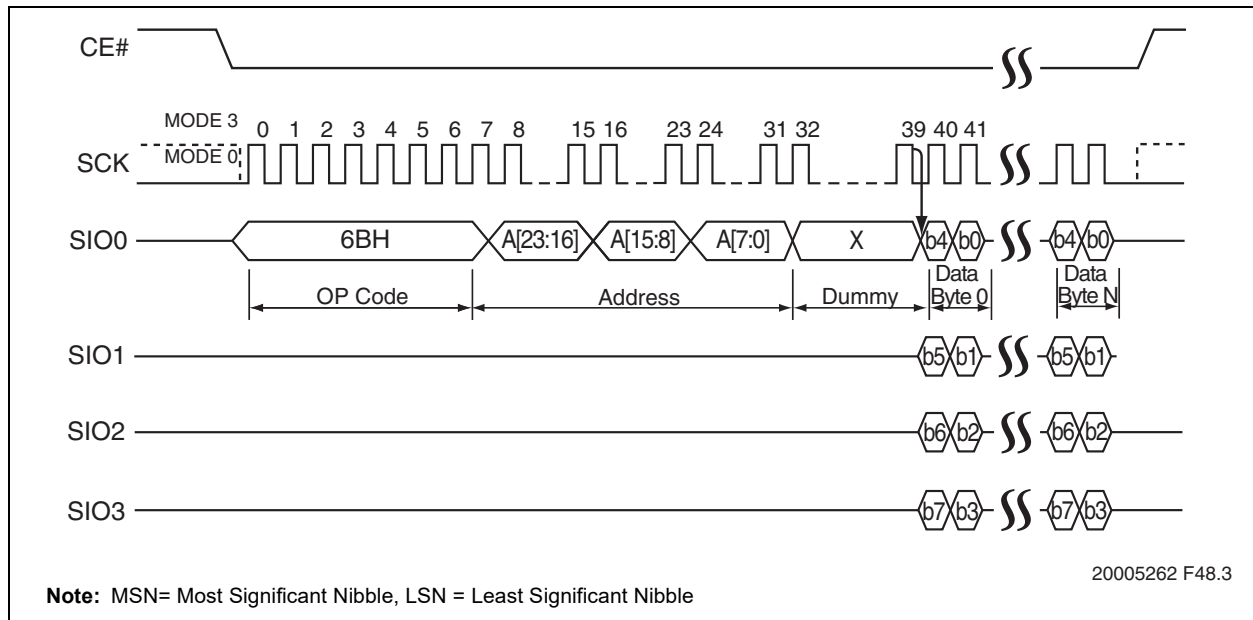 CE#
MODE 3
0 1 2 3 4 5 6 7 8 15 16 23 24 31 32 39 40 41
SCK
MODE 0
SIO0
6BH A[23:16] A[15:8] A[7:0] X b4 b0 b4 b0
OP Code Address Dummy Data Byte 0 Data Byte N
SIO1
b5 b1 b5 b1
SIO2
b6 b2 b6 b2
SIO3
b7 b3 b7 b3
20005262 F48.3
Note: MSN= Most Significant Nibble, LSN = Least Significant Nibble